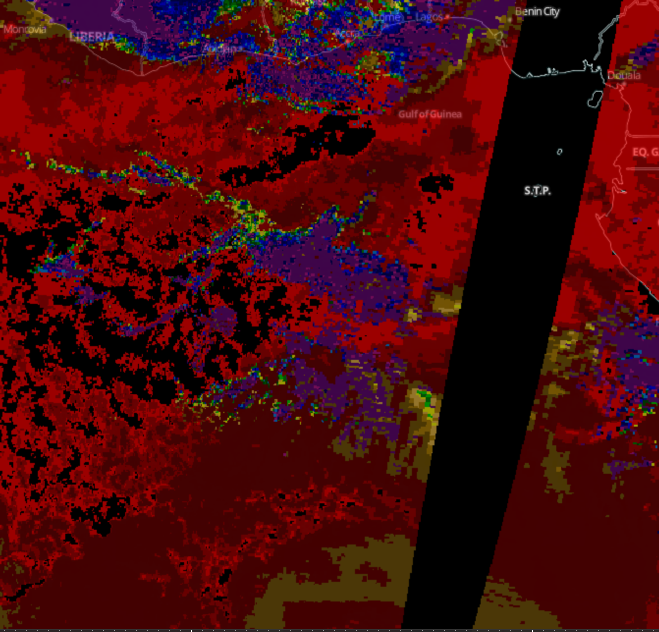 Benin City
Lomé
Lagos
Monrovia
LIBERIA
Accra
Abidjan
Douala
Gulf of Guinea
EQ. G
S.T.P.